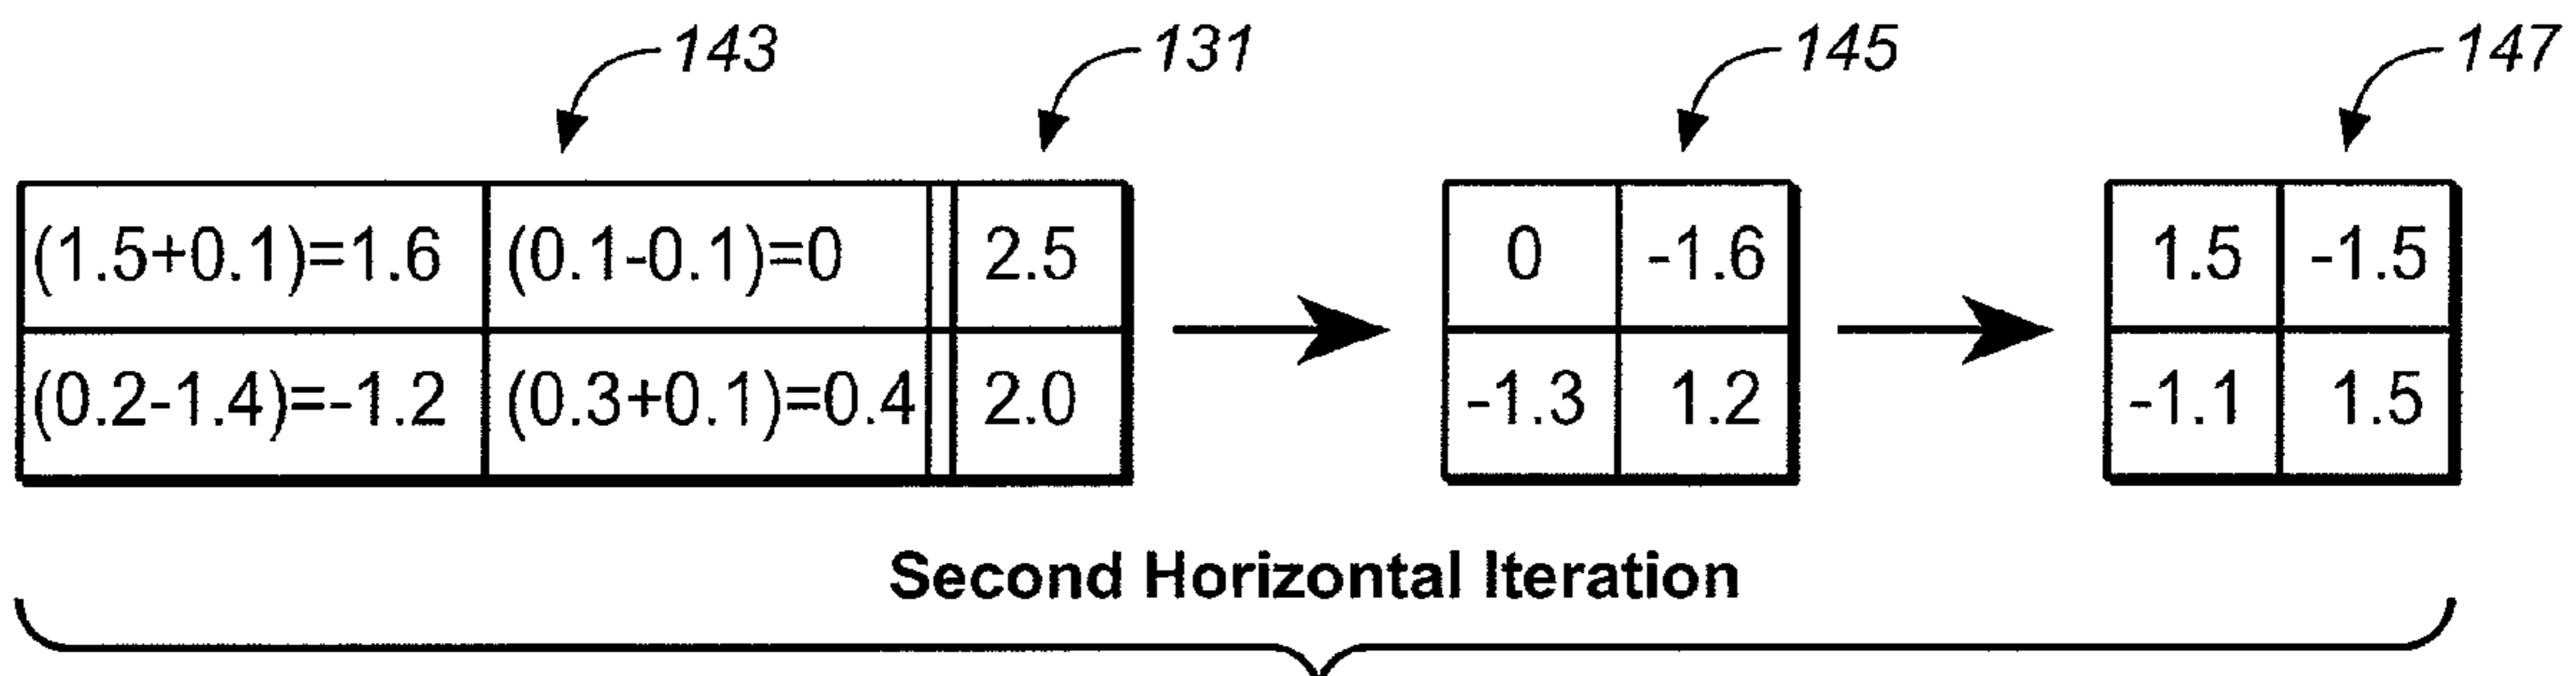 143 131 145 147
(1.5+0.1)=1.6 (0.1-0.1)=0 2.5 0 -1.6 1.5 -1.5
(0.2-1.4)=-1.2 (0.3+0.1)=0.4 2.0 -1.3 1.2 -1.1 1.5
Second Horizontal Iteration